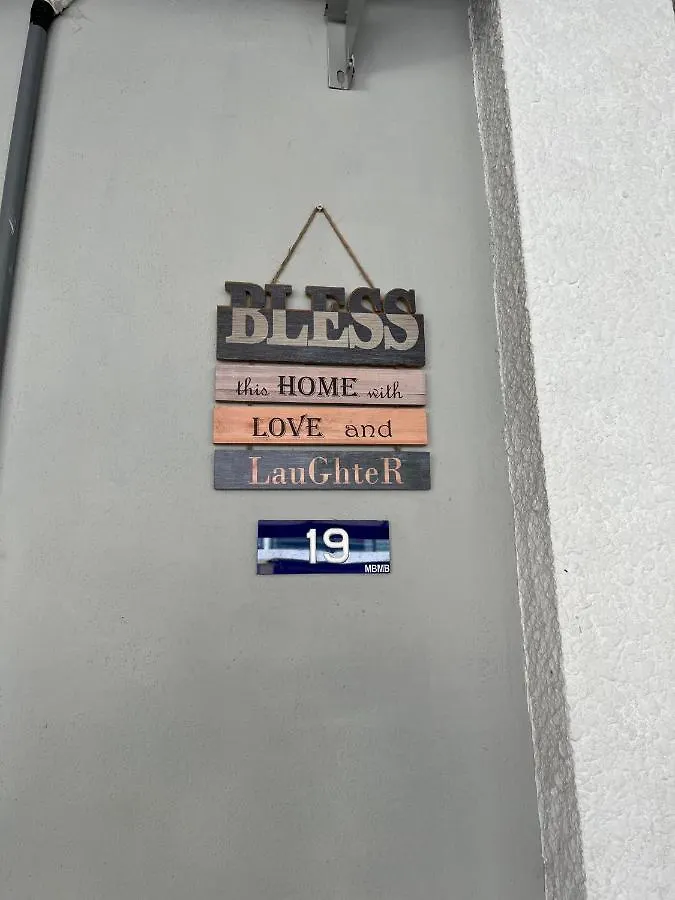 BLESS
this HOME with
LOVE and
LauGhteR
19
MBMB